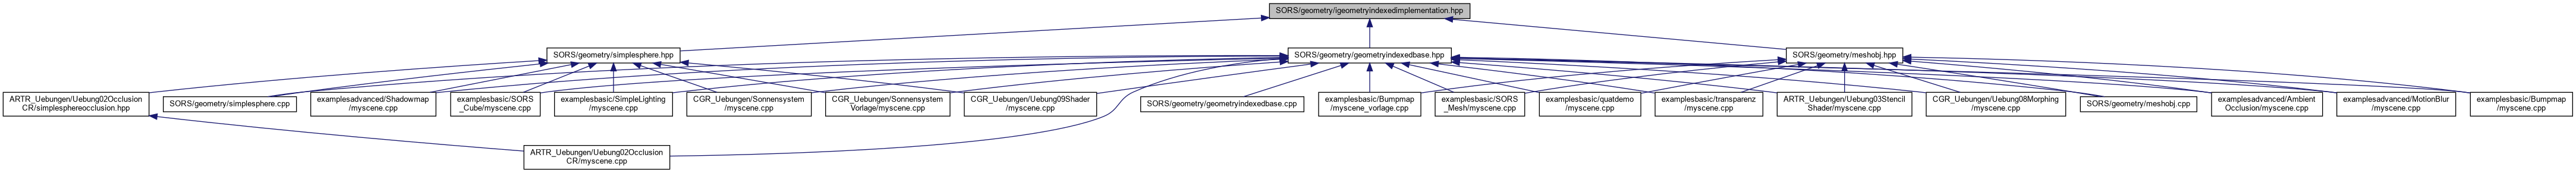 SORS/geometry/igeometryindexedimplementation.hpp
SORS/geometry/simplesphere.hpp
SORS/geometry/geometryindexedbase.hpp
SORS/geometry/meshobj.hpp
ARTR_Uebungen/Uebung02Occlusion
CR/simplesphereocclusion.hpp
SORS/geometry/simplesphere.cpp
examplesadvanced/Shadowmap
/myscene.cpp
examplesbasic/SORS
_Cube/myscene.cpp
examplesbasic/SimpleLighting
/myscene.cpp
CGR_Uebungen/Sonnensystem
/myscene.cpp
CGR_Uebungen/Sonnensystem
Vorlage/myscene.cpp
CGR_Uebungen/Uebung09Shader
/myscene.cpp
SORS/geometry/geometryindexedbase.cpp
examplesbasic/Bumpmap
/myscene_vorlage.cpp
examplesbasic/SORS
_Mesh/myscene.cpp
examplesbasic/quatdemo
/myscene.cpp
examplesbasic/transparenz
/myscene.cpp
ARTR_Uebungen/Uebung03Stencil
Shader/myscene.cpp
CGR_Uebungen/Uebung08Morphing
/myscene.cpp
SORS/geometry/meshobj.cpp
examplesadvanced/Ambient
Occlusion/myscene.cpp
examplesadvanced/MotionBlur
/myscene.cpp
examplesbasic/Bumpmap
/myscene.cpp
ARTR_Uebungen/Uebung02Occlusion
CR/myscene.cpp